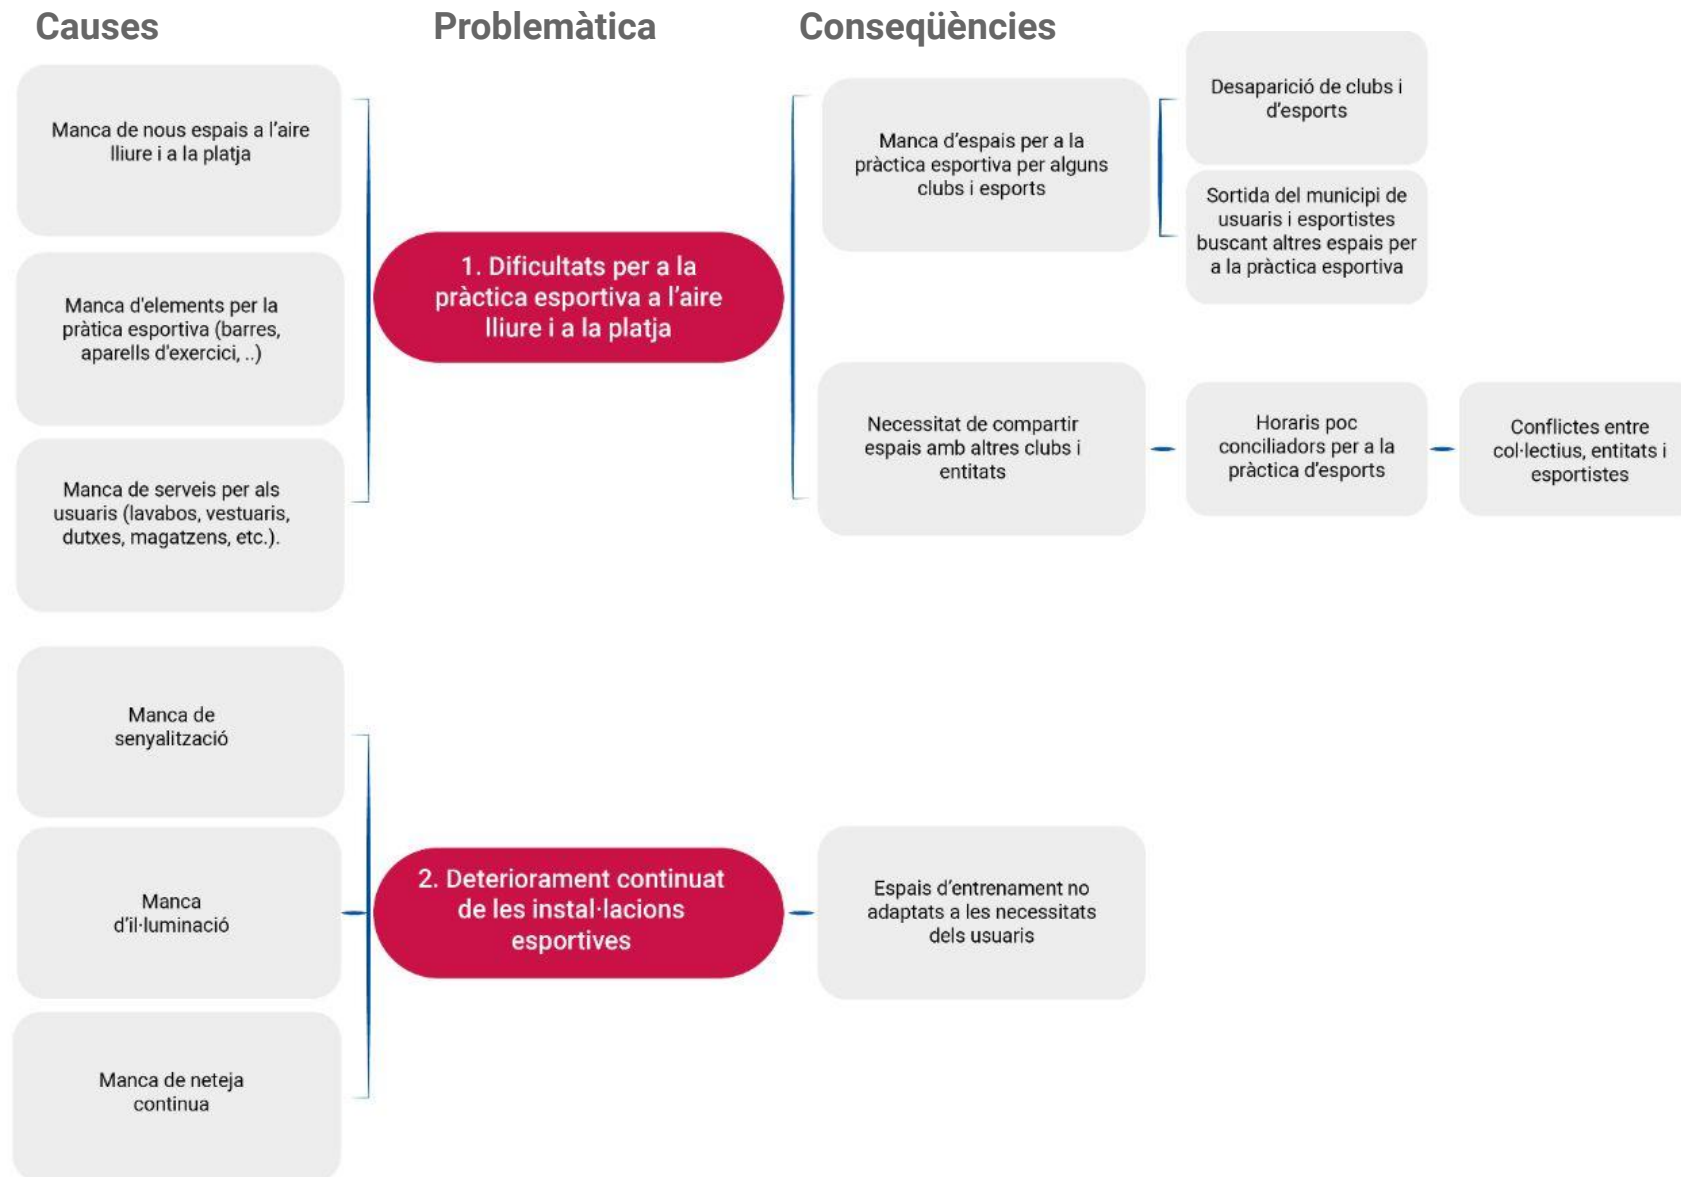 Causes
Problemàtica
Conseqüències
Manca de nous espais a l'aire
lliure i a la platja
Manca d'elements per la
pràtica esportiva (barres,
aparells d'exercici, ..)
Manca de serveis per als
usuaris (lavabos, vestuaris,
dutxes, magatzens, etc.).
1. Dificultats per a la
pràctica esportiva a l'aire
lliure i a la platja
Manca d'espais per a la
pràctica esportiva per alguns
clubs i esports
Desaparició de clubs i
d'esports
Sortida del municipi de
usuaris i esportistes
buscant altres espais per
a la pràctica esportiva
Necessitat de compartir
espais amb altres clubs i
entitats
Horaris poc
conciliadors per a la
pràctica d'esports
Conflictes entre
col·lectius, entitats i
esportistes
Manca de
senyalització
Manca
d'il·luminació
Manca de neteja
continua
2. Deteriorament continuat
de les instal·lacions
esportives
Espais d'entrenament no
adaptats a les necessitats
dels usuaris